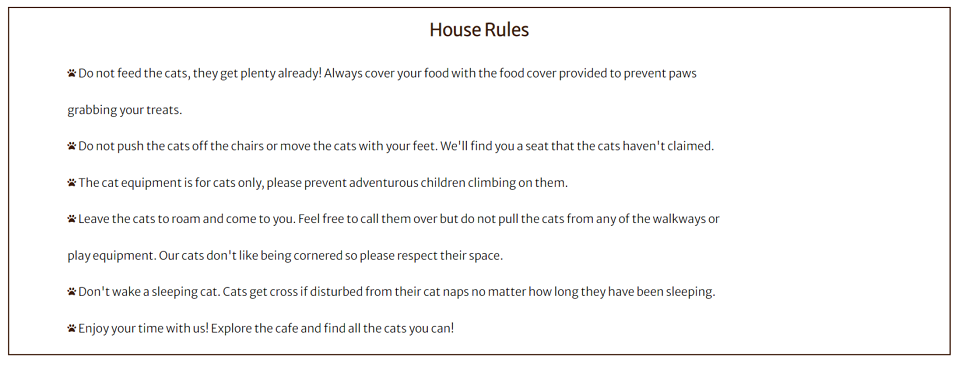 House Rules
Do not feed the cats, they get plenty already! Always cover your food with the food cover provided to prevent paws
grabbing your treats.
Do not push the cats off the chairs or move the cats with your feet. We'll find you a seat that the cats haven't claimed.
The cat equipment is for cats only, please prevent adventurous children climbing on them.
Leave the cats to roam and come to you. Feel free to call them over but do not pull the cats from any of the walkways or
play equipment. Our cats don't like being cornered so please respect their space.
Don't wake a sleeping cat. Cats get cross if disturbed from their cat naps no matter how long they have been sleeping.
Enjoy your time with us! Explore the cafe and find all the cats you can!